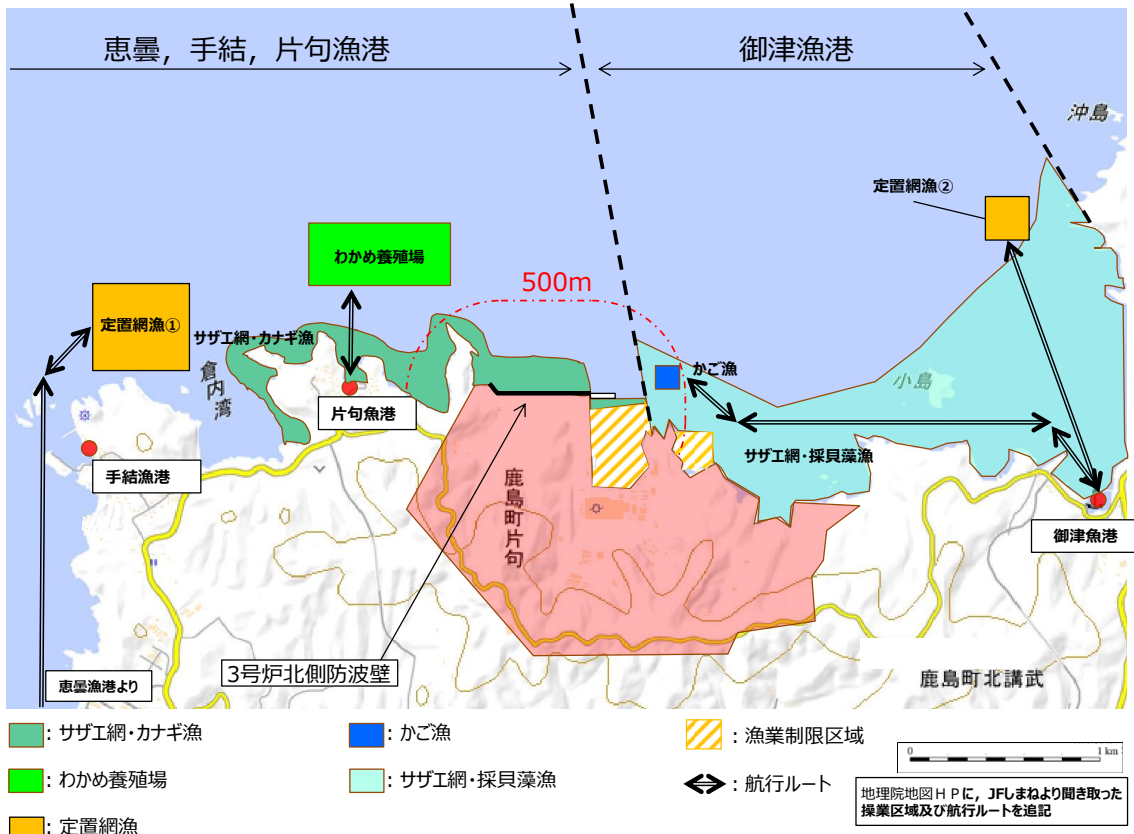 恵曇，手結，片句漁港
御津漁港
沖島
定置網漁②
わかめ養殖場
500m
定置網漁①
サザエ網・カナギ漁
倉内湾
かご漁
小島
片句魚港
サザエ網・採貝藻漁
手結漁港
鹿島町片句
御津魚港
3号炉北側防波壁
恵曇漁港より
鹿島町北講武
: サザエ網・カナギ漁
: かご漁
: 漁業制限区域
0 1 km
: わかめ養殖場
: サザエ網・採貝藻漁
: 航行ルート
地理院地図ＨＰに，JFしまねより聞き取った
操業区域及び航行ルートを追記
: 定置網漁